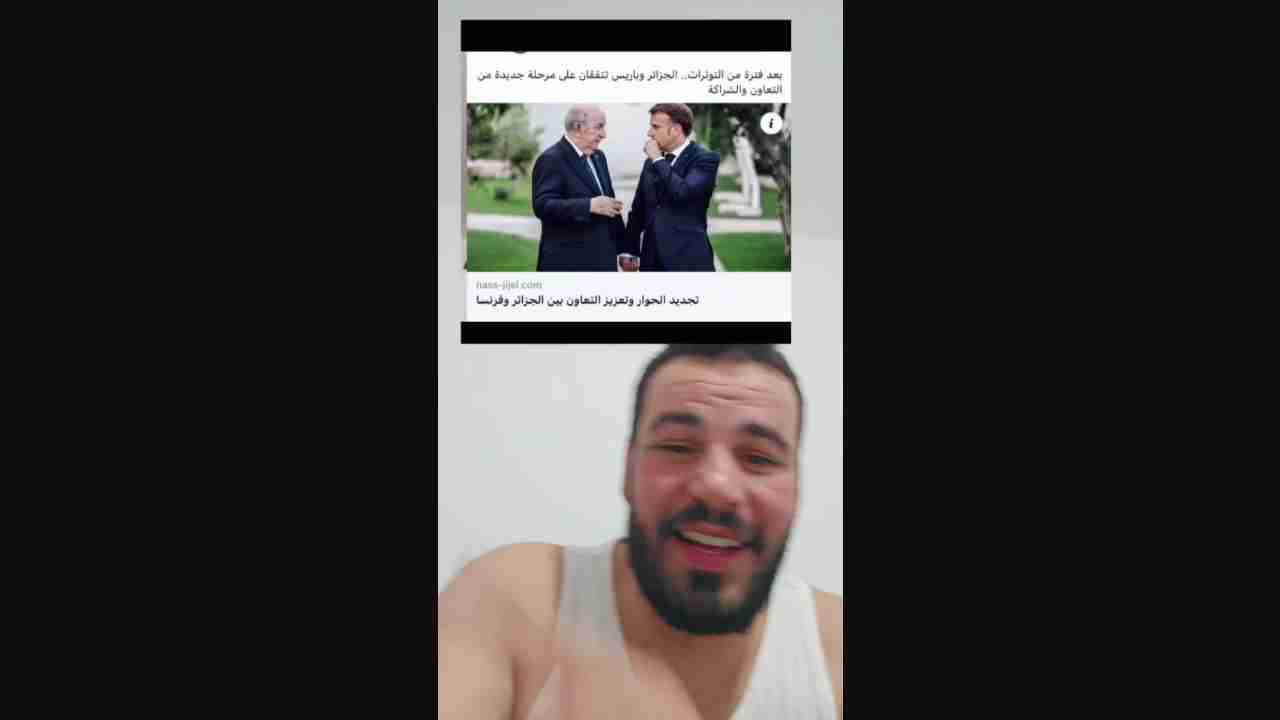 بعد فترة من التوترات.. الجزائر وباريس تتفقان على مرحلة جديدة من
التعاون والشراكة
nass-jijel.com
تجديد الحوار وتعزيز التعاون بين الجزائر وفرنسا